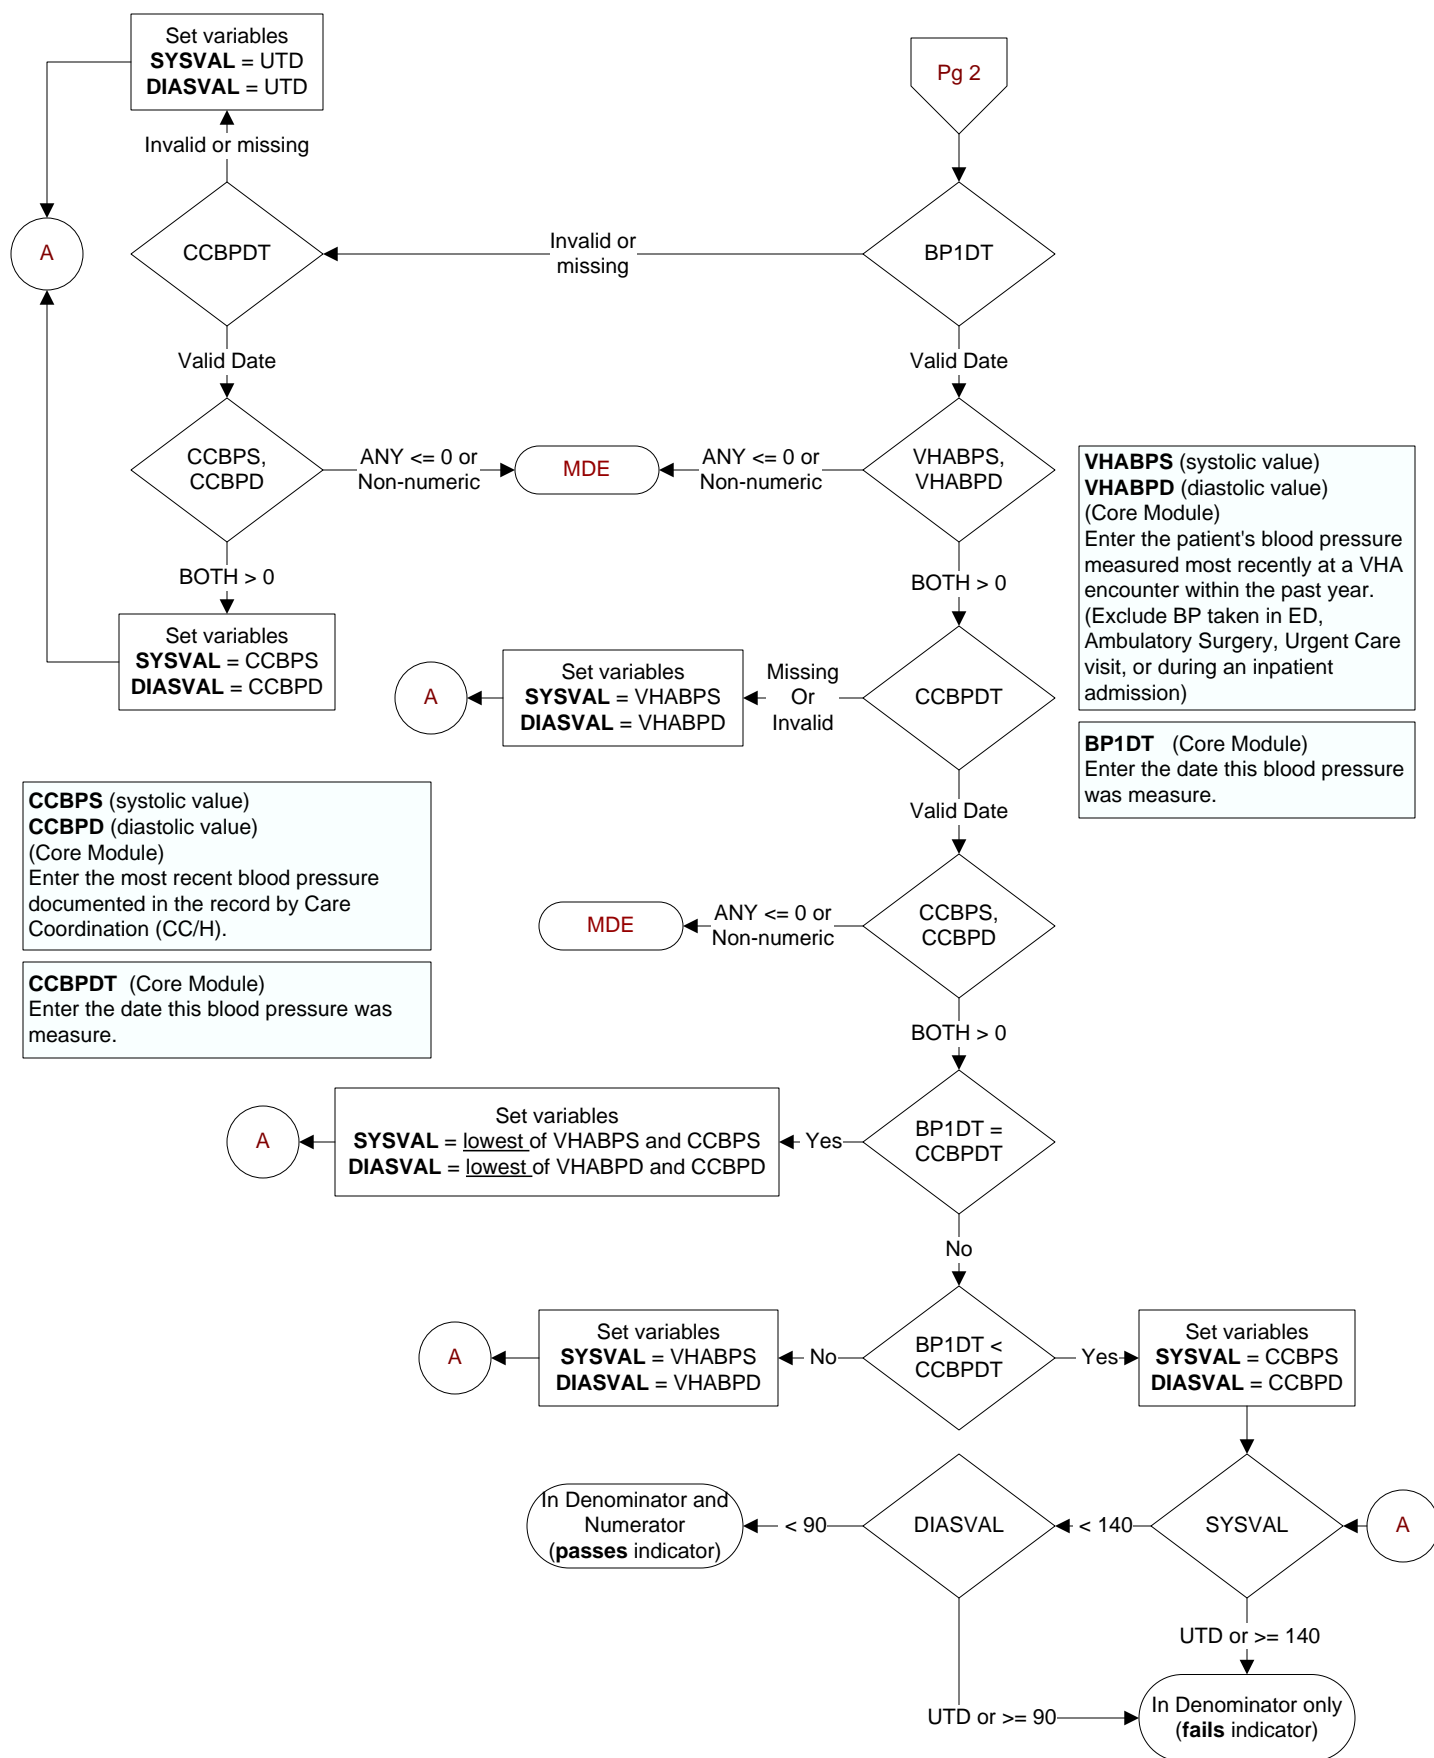 Set variables
SYSVAL = UTD
DIASVAL = UTD
Pg 2
Invalid or missing
A
CCBPDT
Invalid or
missing
BP1DT
Valid Date
Valid Date
CCBPS,
CCBPD
ANY <= 0 or
Non-numeric
MDE
ANY <= 0 or
Non-numeric
VHABPS,
VHABPD
VHABPS (systolic value)
VHABPD (diastolic value)
(Core Module)
Enter the patient's blood pressure
measured most recently at a VHA
encounter within the past year.
(Exclude BP taken in ED,
Ambulatory Surgery, Urgent Care
visit, or during an inpatient
admission)
BOTH > 0
BOTH > 0
Set variables
SYSVAL = CCBPS
DIASVAL = CCBPD
A
Set variables
SYSVAL = VHABPS
DIASVAL = VHABPD
Missing
Or
Invalid
CCBPDT
BP1DT (Core Module)
Enter the date this blood pressure
was measure.
CCBPS (systolic value)
CCBPD (diastolic value)
(Core Module)
Enter the most recent blood pressure
documented in the record by Care
Coordination (CC/H).
Valid Date
MDE
ANY <= 0 or
Non-numeric
CCBPS,
CCBPD
CCBPDT (Core Module)
Enter the date this blood pressure was
measure.
BOTH > 0
A
Set variables
SYSVAL = lowest of VHABPS and CCBPS
DIASVAL = lowest of VHABPD and CCBPD
Yes
BP1DT =
CCBPDT
No
A
Set variables
SYSVAL = VHABPS
DIASVAL = VHABPD
No
BP1DT <
CCBPDT
Yes
Set variables
SYSVAL = CCBPS
DIASVAL = CCBPD
In Denominator and
Numerator
(passes indicator)
< 90
DIASVAL
< 140
SYSVAL
A
UTD or >= 140
UTD or >= 90
In Denominator only
(fails indicator)